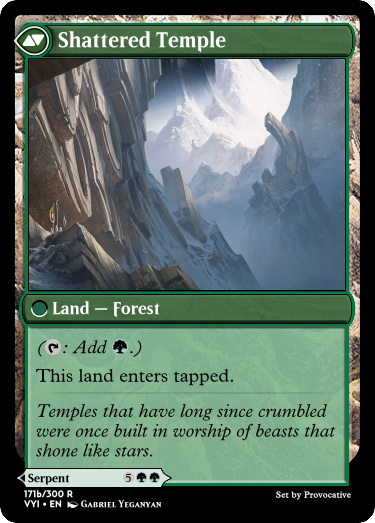 Shattered Temple
Land — Forest
(: Add .)
This land enters tapped.
Temples that have long since crumbled
were once built in worship of beasts that
shone like stars.
Serpent 5
171b/300 R
VYI • EN Gabriel Yeganyan
Set by Provocative